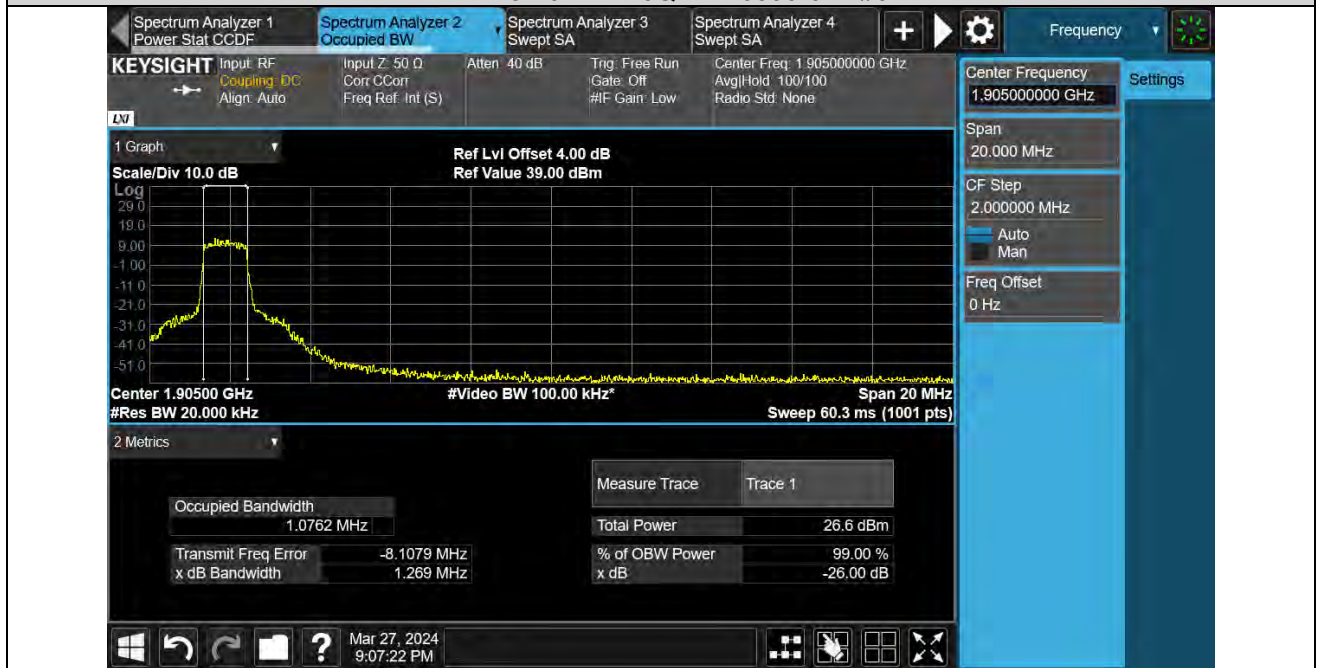 Spectrum Analyzer 1
Power Stat CCDF
Spectrum Analyzer 2
Occupied BW
Spectrum Analyzer 3
Swept SA
Spectrum Analyzer 4
Swept SA
Frequency
KEYSIGHT
LXI
Input: RF
Coupling: DC
Align: Auto
Input Z: 50 Ω
Corr CCorr
Freq Ref: Int (S)
Atten: 40 dB
Trig: Free Run
Gate: Off
#IF Gain: Low
Center Freq: 1.905000000 GHz
Avg|Hold: 100/100
Radio Std: None
Center Frequency
1.905000000 GHz
Settings
Span
20.000 MHz
CF Step
2.000000 MHz
Auto
Man
Freq Offset
0 Hz
1 Graph
Scale/Div 10.0 dB
Ref Lvl Offset 4.00 dB
Ref Value 39.00 dBm
Log
29.0
19.0
9.00
-1.00
-11.0
-21.0
-31.0
-41.0
-51.0
Center 1.90500 GHz
#Res BW 20.000 kHz
#Video BW 100.00 kHz*
Span 20 MHz
Sweep 60.3 ms (1001 pts)
2 Metrics
Measure Trace Trace 1
Occupied Bandwidth
1.0762 MHz
Total Power 26.6 dBm
Transmit Freq Error -8.1079 MHz
% of OBW Power 99.00 %
x dB Bandwidth 1.269 MHz
x dB -26.00 dB
?
Mar 27, 2024
9:07:22 PM